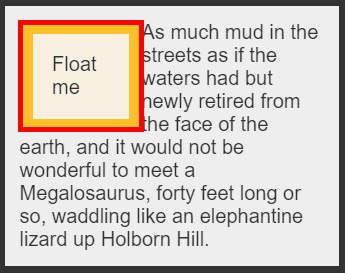 Float
me
As much mud in the
streets as if the
waters had but
newly retired from
the face of the
earth, and it would not be
wonderful to meet a
Megalosaurus, forty feet long or
so, waddling like an elephantine
lizard up Holborn Hill.